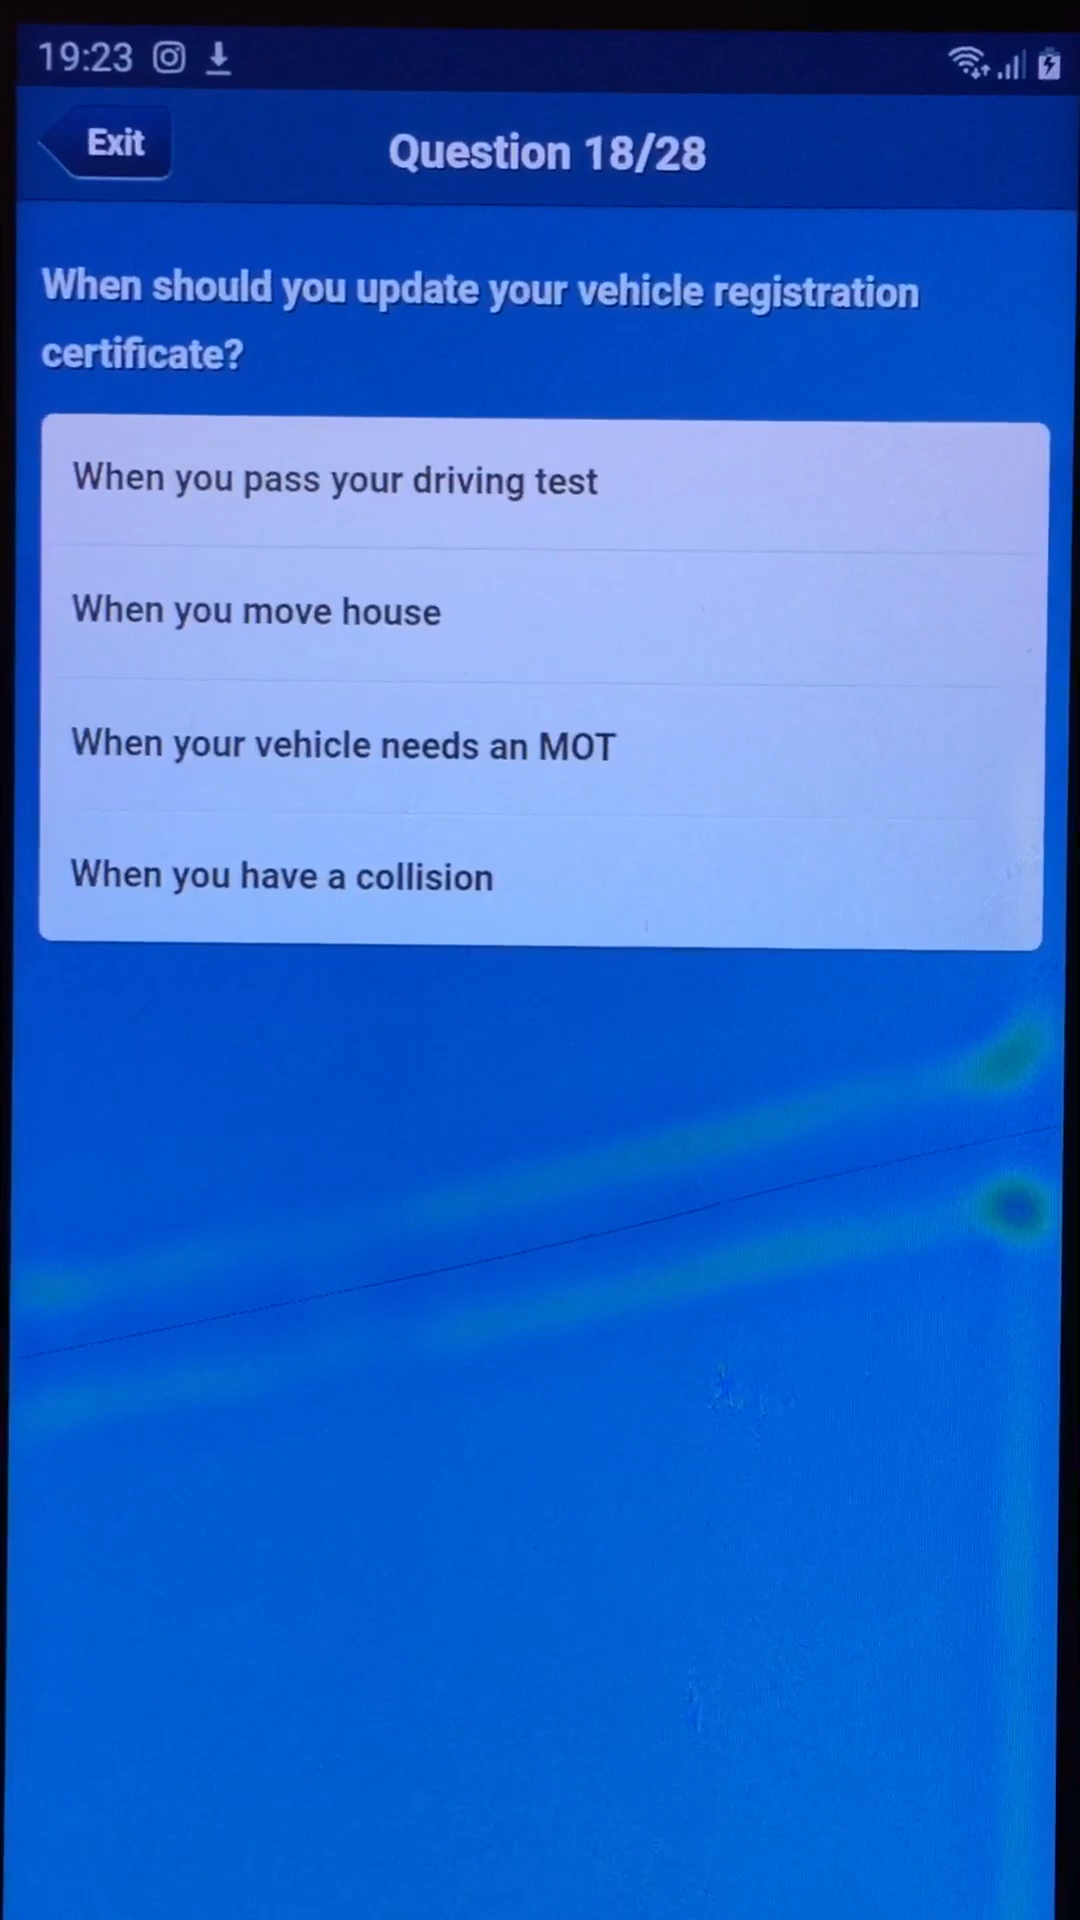 19:23
Exit
Question 18/28
When should you update your vehicle registration
certificate?
When you pass your driving test
When you move house
When your vehicle needs an MOT
When you have a collision